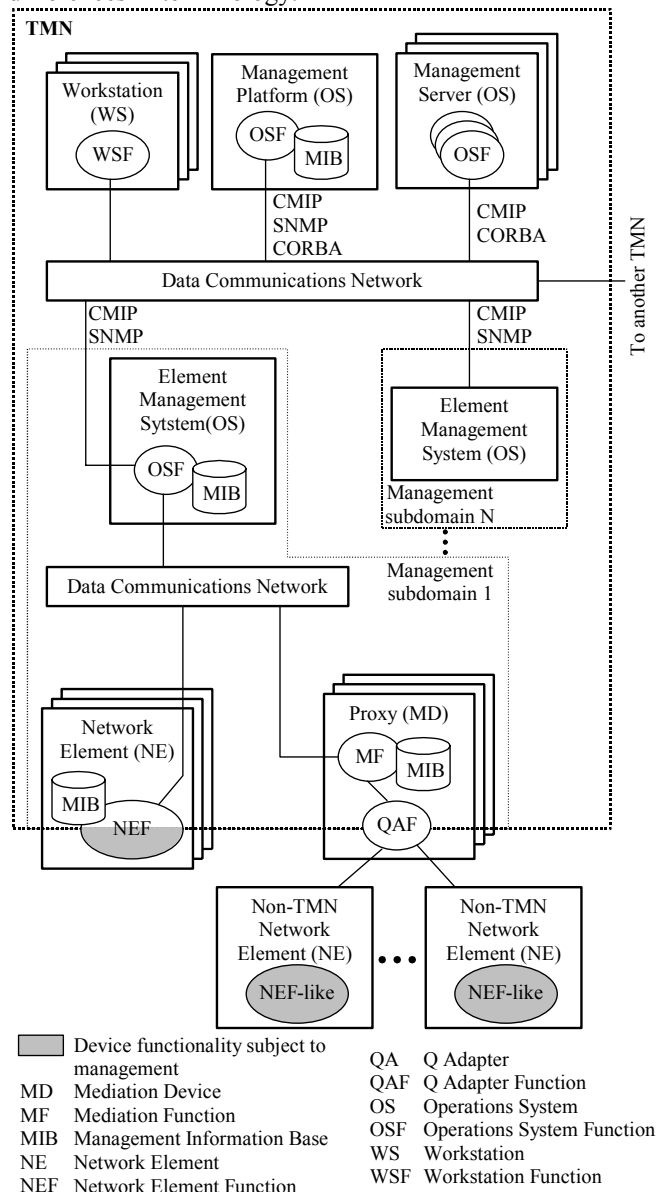 TMN
Workstation
(WS)
WSF
Management
Platform (OS)
OSF
MIB
Management
Server (OS)
OSF
CMIP
SNMP
CORBA
CMIP
CORBA
Data Communications Network
To another TMN
CMIP
SNMP
CMIP
SNMP
Element
Management
Sytstem(OS)
OSF
MIB
Element
Management
System (OS)
Management
subdomain N
Management
subdomain 1
Data Communications Network
Network
Element (NE)
MIB
NEF
Proxy (MD)
MF
MIB
QAF
Non-TMN
Network
Element (NE)
NEF-like
Non-TMN
Network
Element (NE)
NEF-like
Device functionality subject to
management
MD Mediation Device
MF Mediation Function
MIB Management Information Base
NE Network Element
NEF Network Element Function
QA Q Adapter
QAF Q Adapter Function
OS Operations System
OSF Operations System Function
WS Workstation
WSF Workstation Function